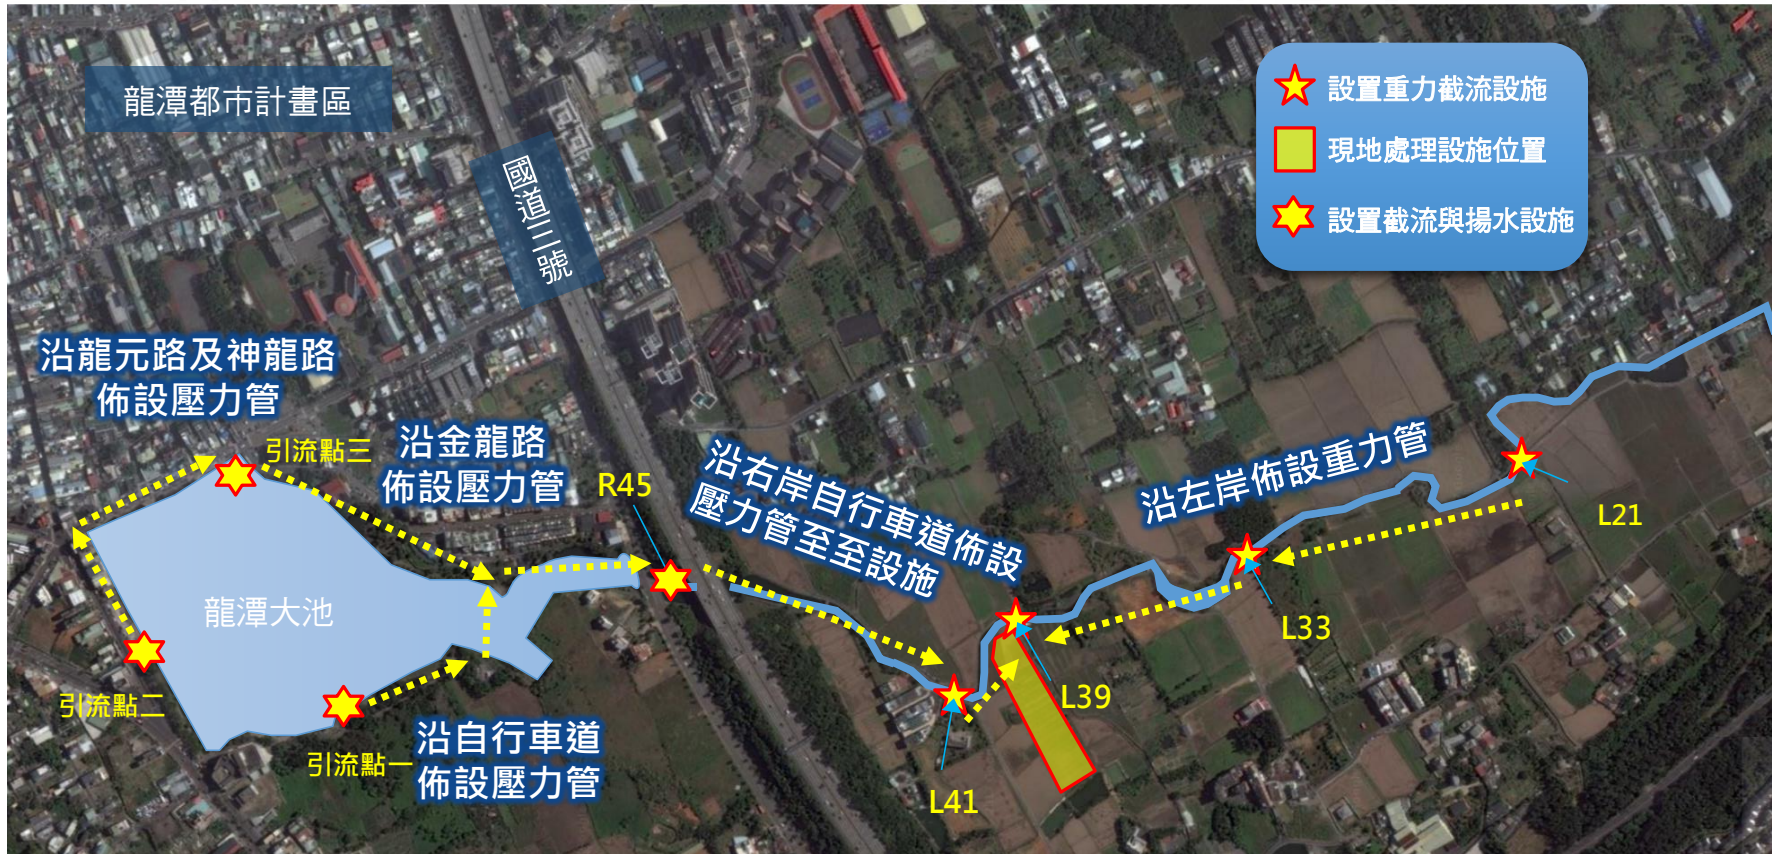 龍潭都市計畫區
國道三號
設置重力截流設施
現地處理設施位置
設置截流與揚水設施
沿龍元路及神龍路
佈設壓力管
引流點三
沿金龍路
佈設壓力管
R45
沿右岸自行車道佈設
壓力管至至設施
沿左岸佈設重力管
L21
龍潭大池
L33
引流點二
L39
沿自行車道
佈設壓力管
引流點一
L41